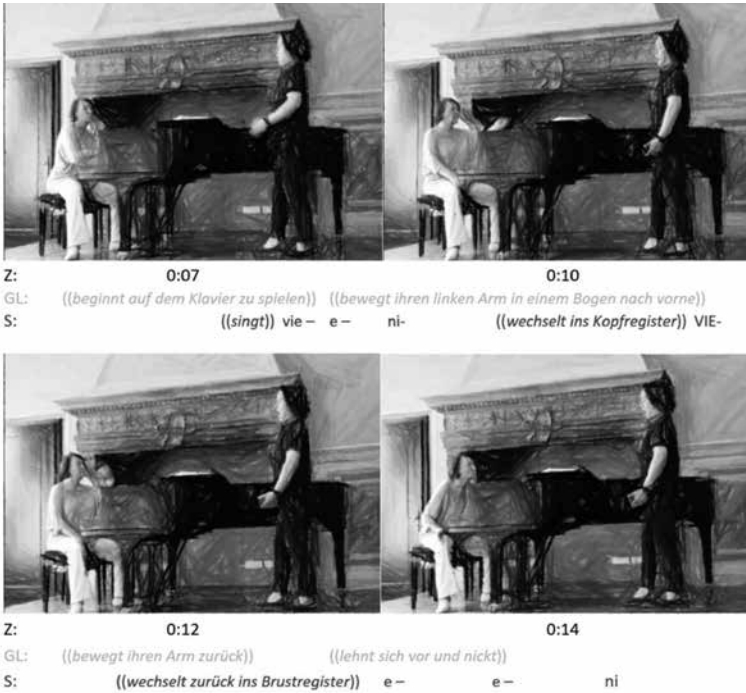 Z: 0:07 0:10
GL: ((beginnt auf dem Klavier zu spielen)) ((bewegt ihren linken Arm in einem Bogen nach vorne))
S: ((singt)) vie – e – ni- ((wechselt ins Kopfregister)) VIE-
Z: 0:12 0:14
GL: ((bewegt ihren Arm zurück)) ((lehnt sich vor und nickt))
S: ((wechselt zurück ins Brustregister)) e – e – ni